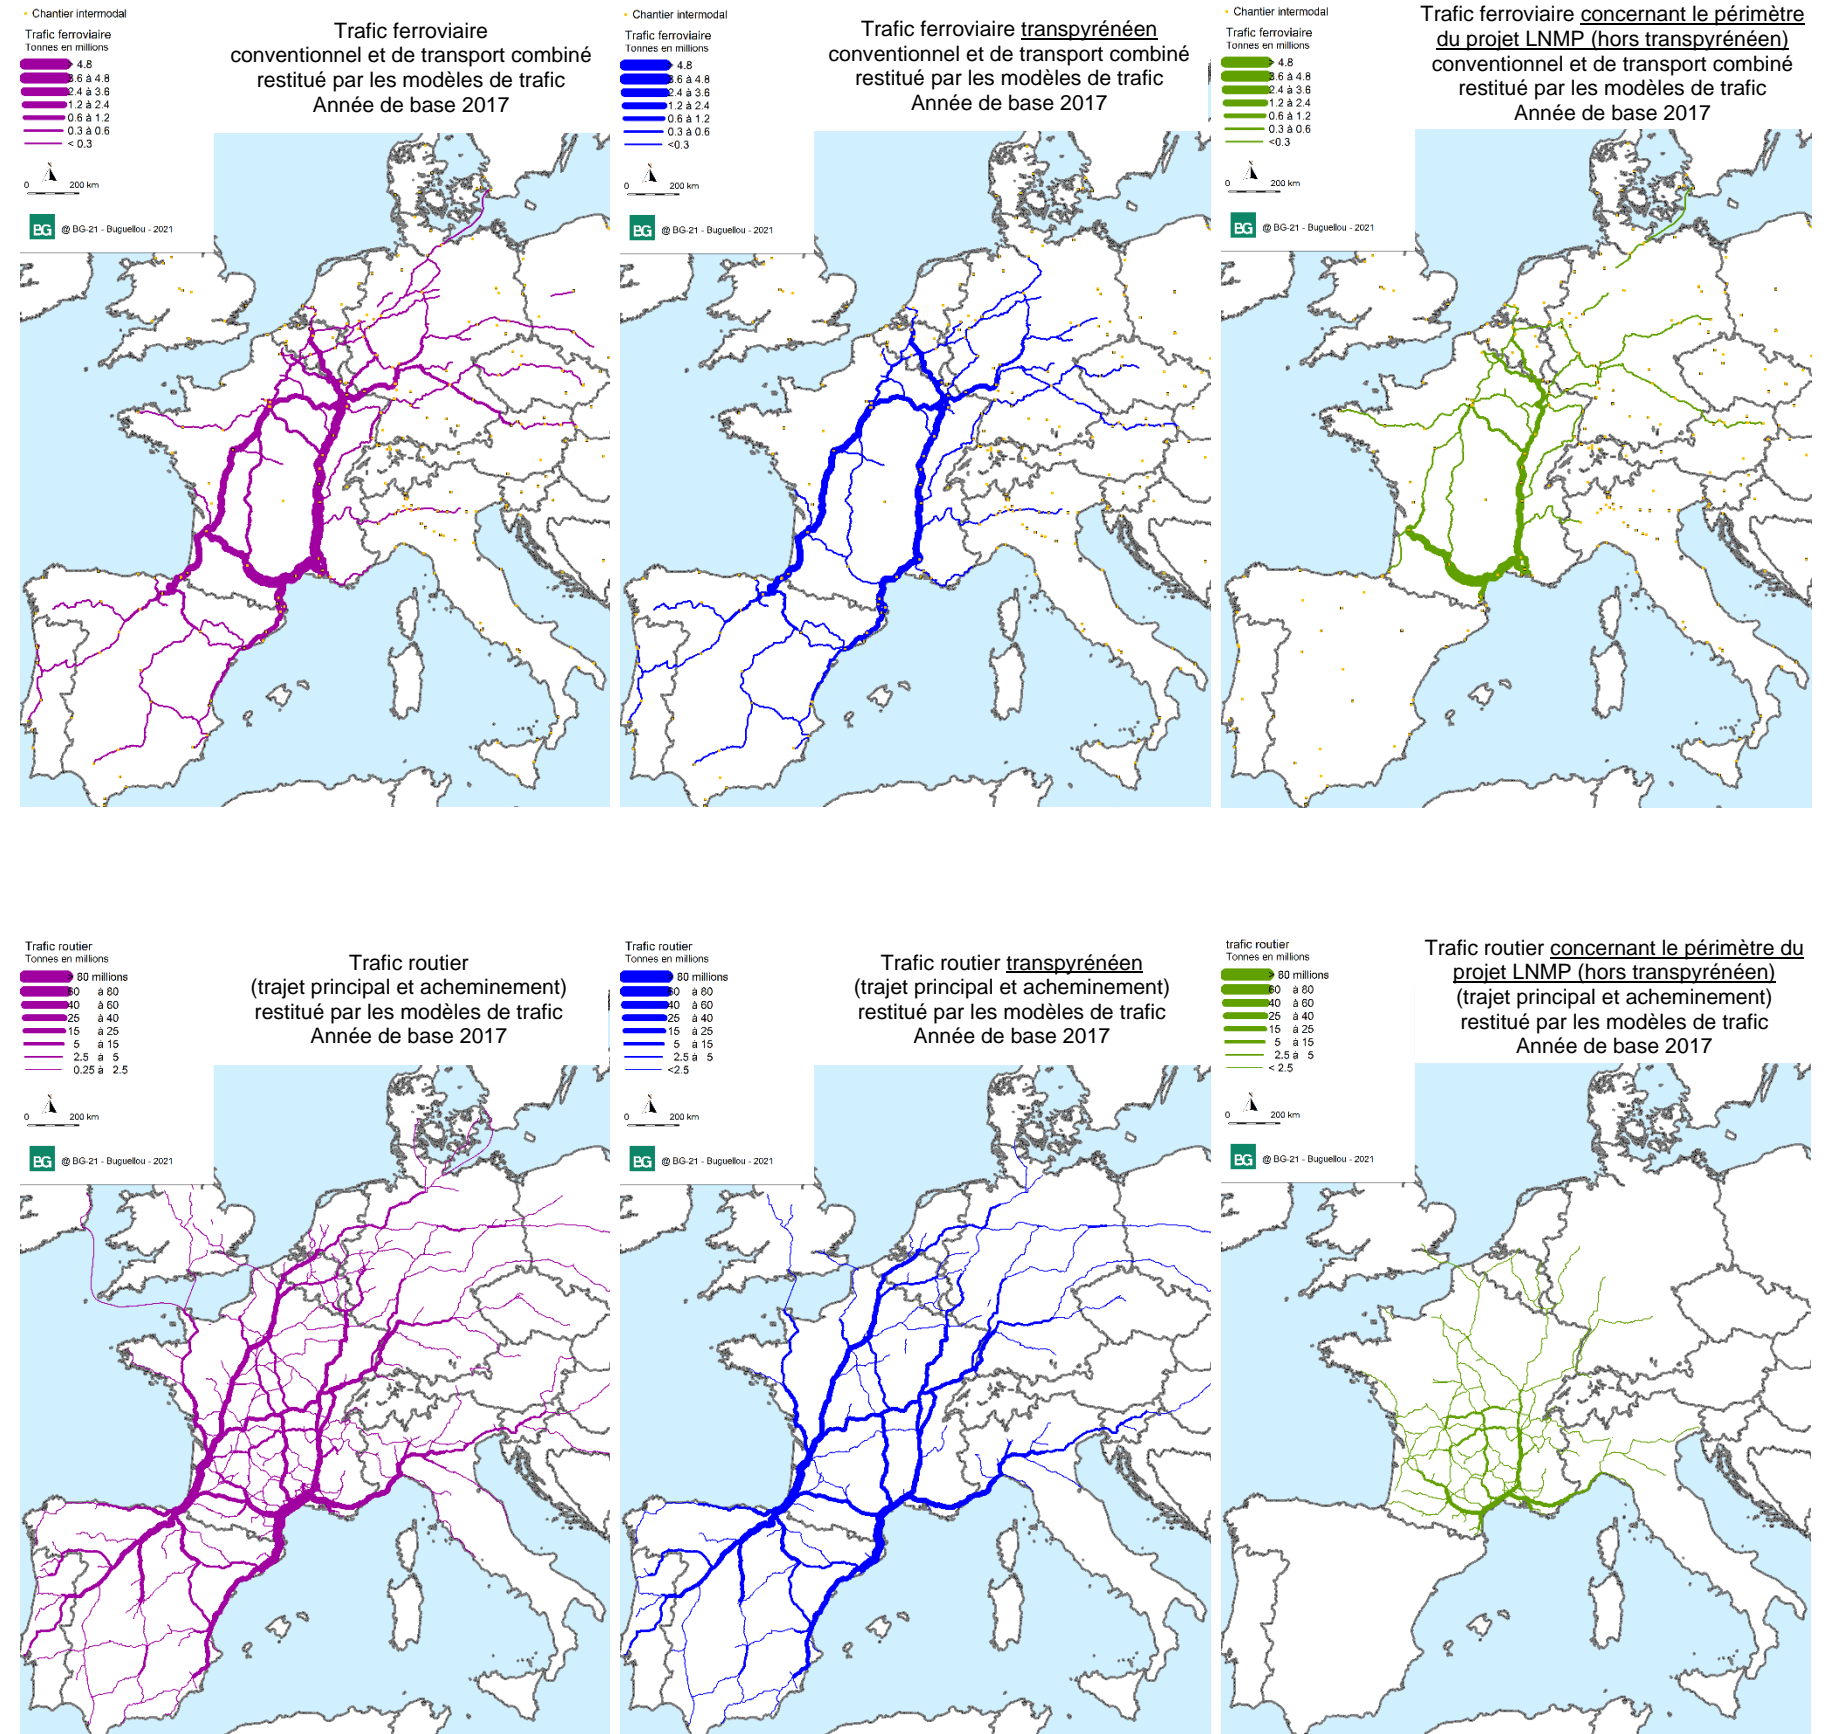 Chantier intermodal
Trafic ferroviaire
Tonnes en millions
> 4.8
3.6 à 4.8
2.4 à 3.6
1.2 à 2.4
0.6 à 1.2
0.3 à 0.6
< 0.3
0 200 km
BG @ BG-21 - Buguellou - 2021
Trafic ferroviaire
conventionnel et de transport combiné
restitué par les modèles de trafic
Année de base 2017
Chantier intermodal
Trafic ferroviaire
Tonnes en millions
> 4.8
3.6 à 4.8
2.4 à 3.6
1.2 à 2.4
0.6 à 1.2
0.3 à 0.6
<0.3
0 200 km
BG @ BG-21 - Buguellou - 2021
Trafic ferroviaire transpyrénéen
conventionnel et de transport combiné
restitué par les modèles de trafic
Année de base 2017
Chantier intermodal
Trafic ferroviaire
Tonnes en millions
> 4.8
3.6 à 4.8
2.4 à 3.6
1.2 à 2.4
0.6 à 1.2
0.3 à 0.6
<0.3
0 200 km
BG @ BG-21 - Buguellou - 2021
Trafic ferroviaire concernant le périmètre
du projet LNMP (hors transpyrénéen)
conventionnel et de transport combiné
restitué par les modèles de trafic
Année de base 2017
Trafic routier
Tonnes en millions
> 80 millions
60 à 80
40 à 60
25 à 40
15 à 25
5 à 15
2.5 à 5
0.25 à 2.5
0 200 km
BG @ BG-21 - Buguellou - 2021
Trafic routier
(trajet principal et acheminement)
restitué par les modèles de trafic
Année de base 2017
Trafic routier
Tonnes en millions
> 80 millions
60 à 80
40 à 60
25 à 40
15 à 25
5 à 15
2.5 à 5
<2.5
0 200 km
BG @ BG-21 - Buguellou - 2021
Trafic routier transpyrénéen
(trajet principal et acheminement)
restitué par les modèles de trafic
Année de base 2017
trafic routier
Tonnes en millions
> 80 millions
60 à 80
40 à 60
25 à 40
15 à 25
5 à 15
2.5 à 5
< 2.5
0 200 km
BG @ BG-21 - Buguellou - 2021
Trafic routier concernant le périmètre du
projet LNMP (hors transpyrénéen)
(trajet principal et acheminement)
restitué par les modèles de trafic
Année de base 2017